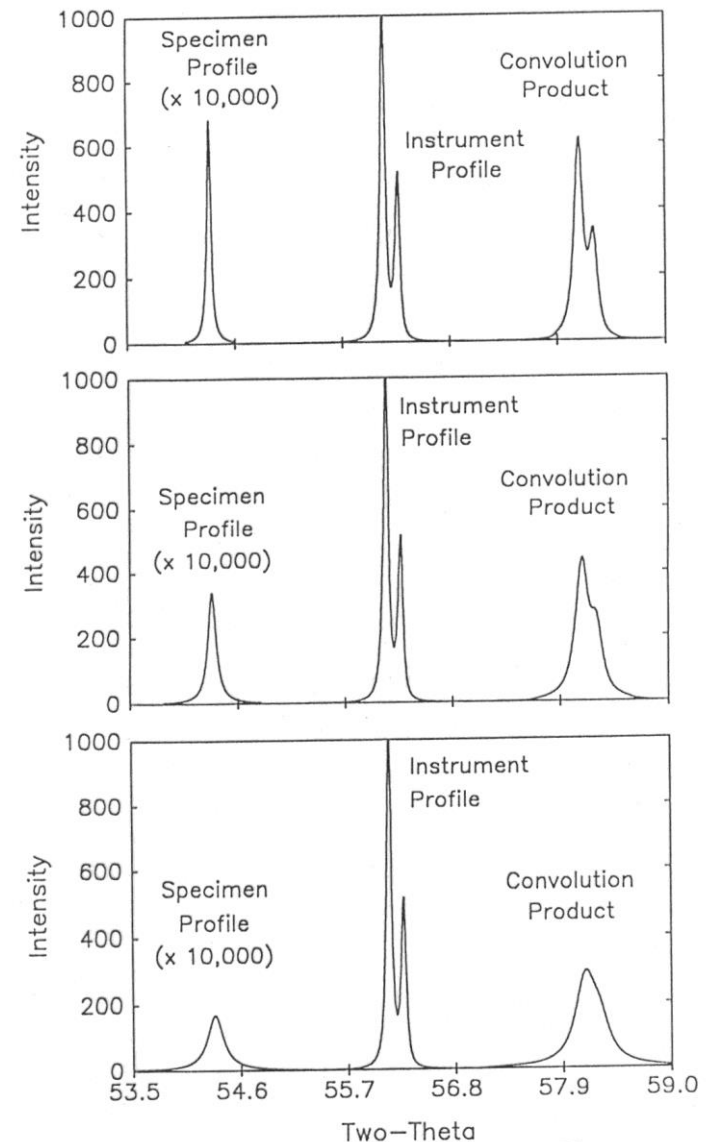 1000
800
600
400
200
0
Intensity
Specimen
Profile
(x 10,000)
Instrument
Profile
Convolution
Product
1000
800
600
400
200
0
Intensity
Specimen
Profile
(x 10,000)
Instrument
Profile
Convolution
Product
1000
800
600
400
200
0
Intensity
Specimen
Profile
(x 10,000)
Instrument
Profile
Convolution
Product
53.5 54.6 55.7 56.8 57.9 59.0
Two-Theta